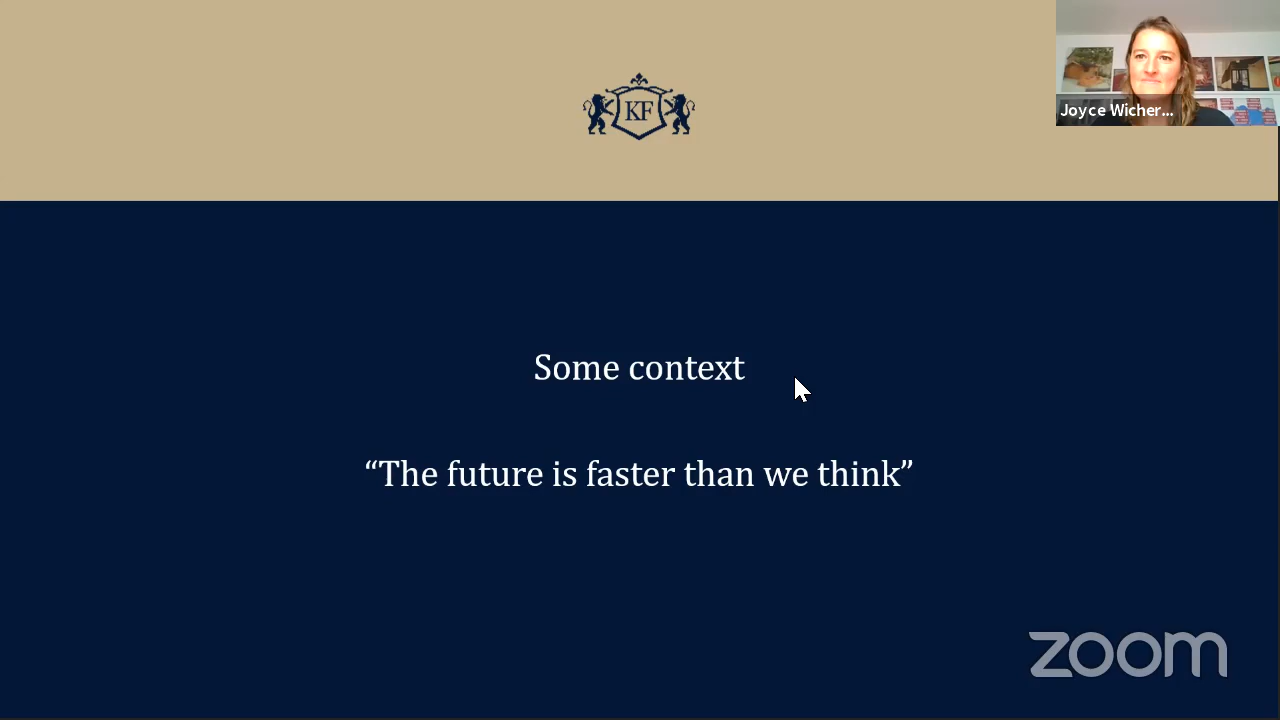 KF
Joyce Wicher...
Some context
“The future is faster than we think”
zoom